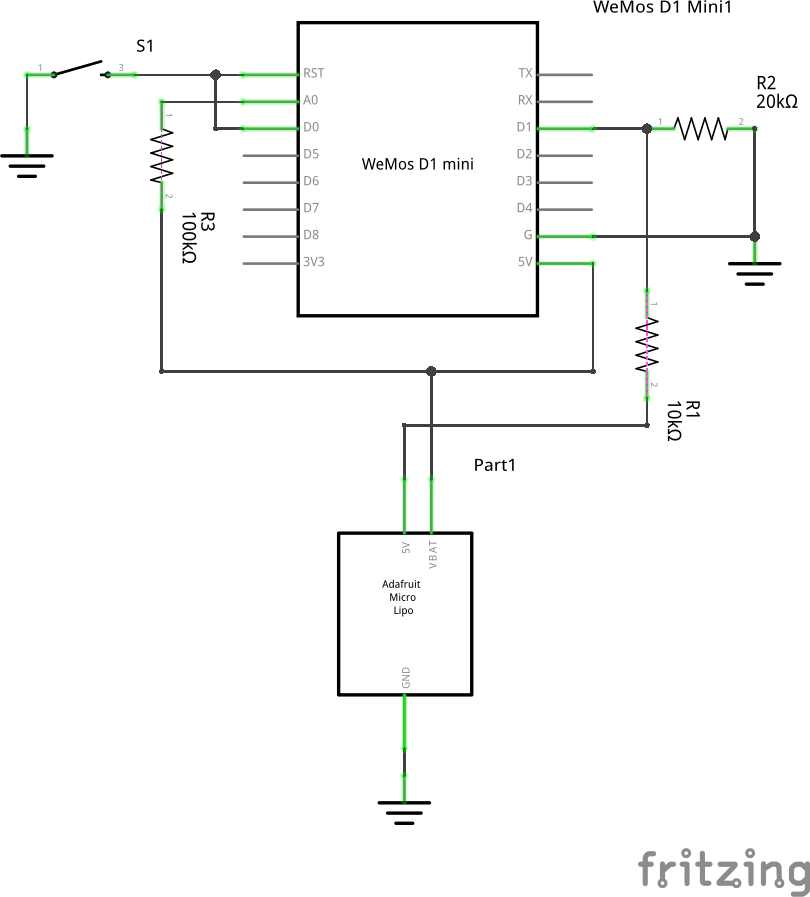 WeMos D1 Mini1
S1
1
3
RST
A0
D0
D5
D6
D7
D8
3V3
WeMos D1 mini
TX
RX
D1
D2
D3
D4
G
5V
R2
20kΩ
1
2
1
2
R3
100kΩ
1
2
R1
10kΩ
Part1
5V
VBAT
Adafruit
Micro
Lipo
GND
fritzing